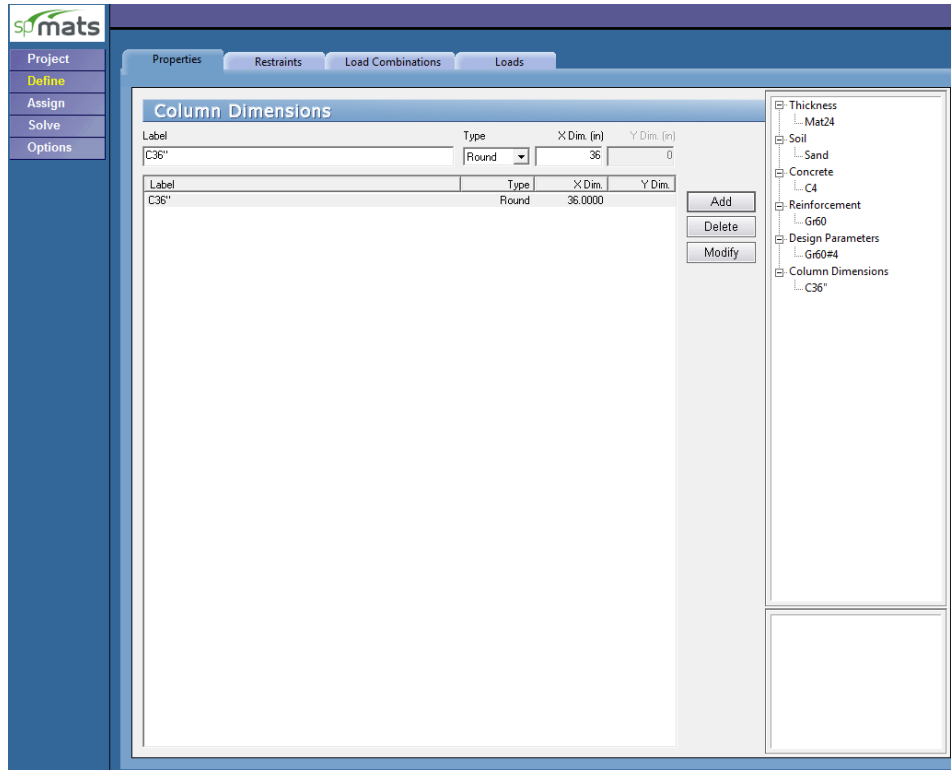 spmats
Project
Define
Assign
Solve
Options
Properties Restraints Load Combinations Loads
Column Dimensions
Label Type X Dim. (in) Y Dim. (in)
C36" Round 36 0
Label Type X Dim. Y Dim.
C36" Round 36.0000
Add
Delete
Modify
Thickness
Mat24
Soil
Sand
Concrete
C4
Reinforcement
Gr60
Design Parameters
Gr60#4
Column Dimensions
C36"